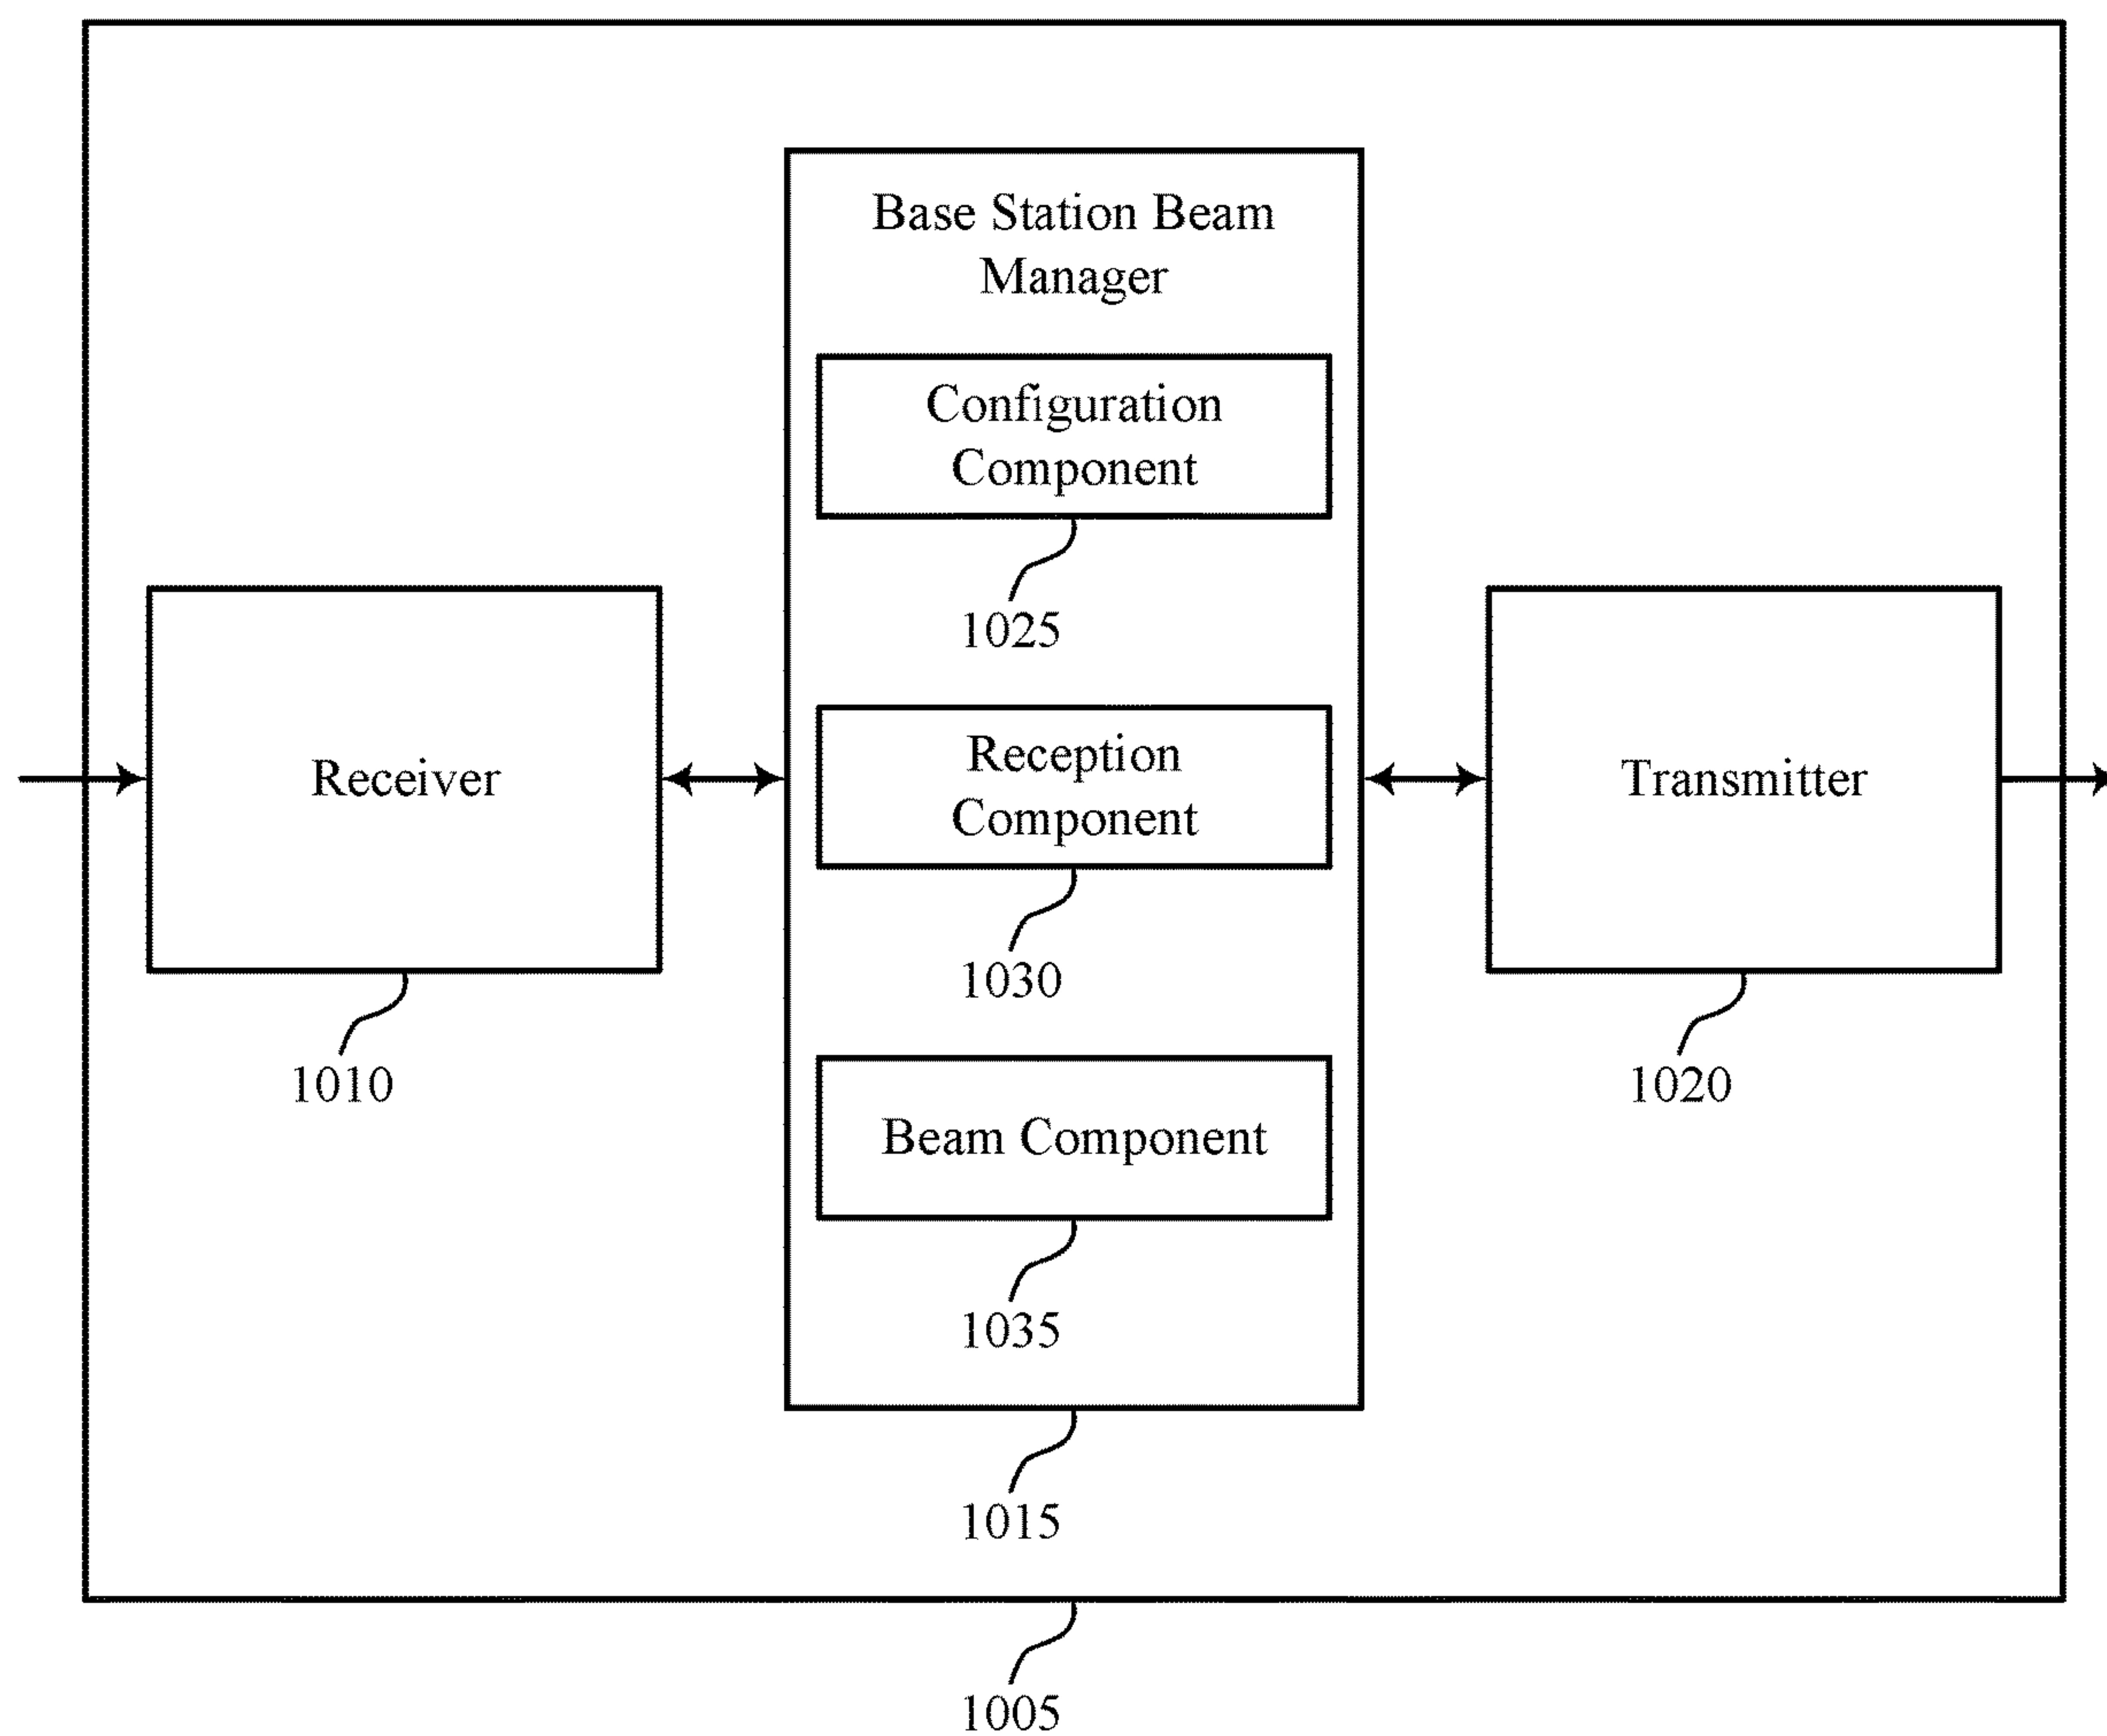 Base Station Beam
Manager
Configuration
Component
1025
Receiver
1010
Reception
Component
1030
Transmitter
1020
Beam Component
1035
1015
1005